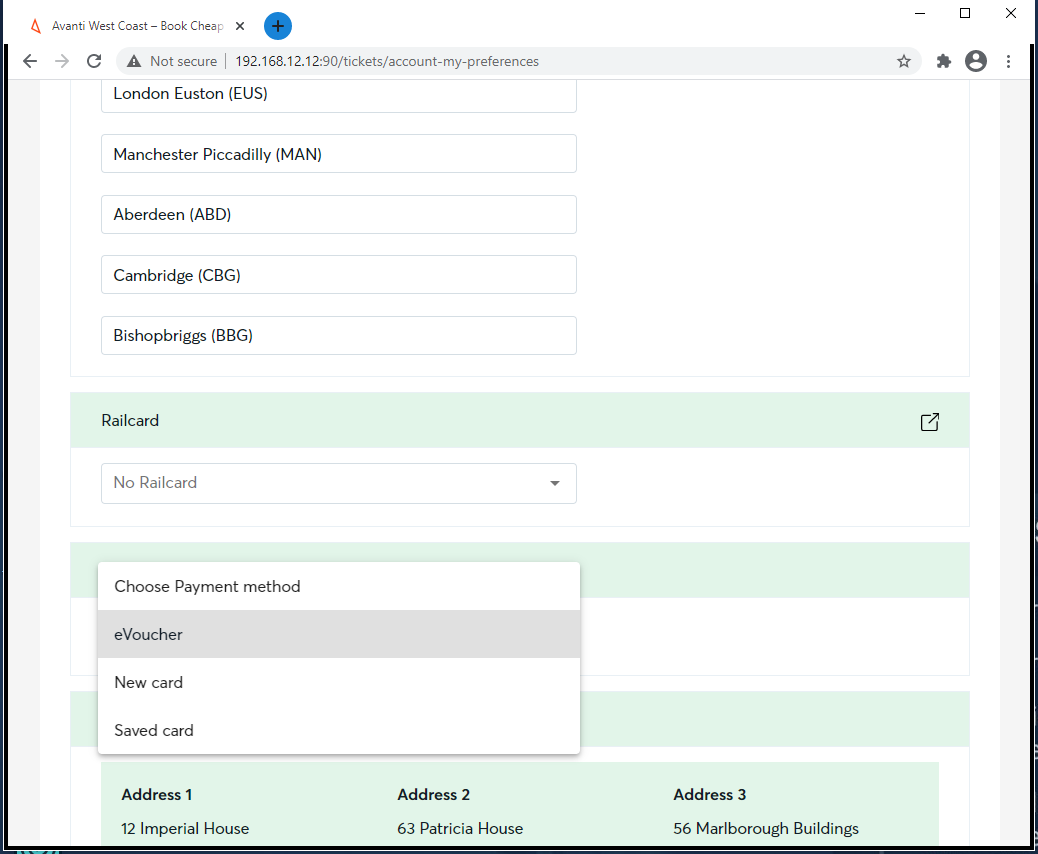 Avanti West Coast – Book Cheap
Not secure
192.168.12.12:90/tickets/account-my-preferences
London Euston (EUS)
Manchester Piccadilly (MAN)
Aberdeen (ABD)
Cambridge (CBG)
Bishopbriggs (BBG)
Railcard
No Railcard
Choose Payment method
eVoucher
New card
Saved card
Address 1
Address 2
Address 3
12 Imperial House
63 Patricia House
56 Marlborough Buildings